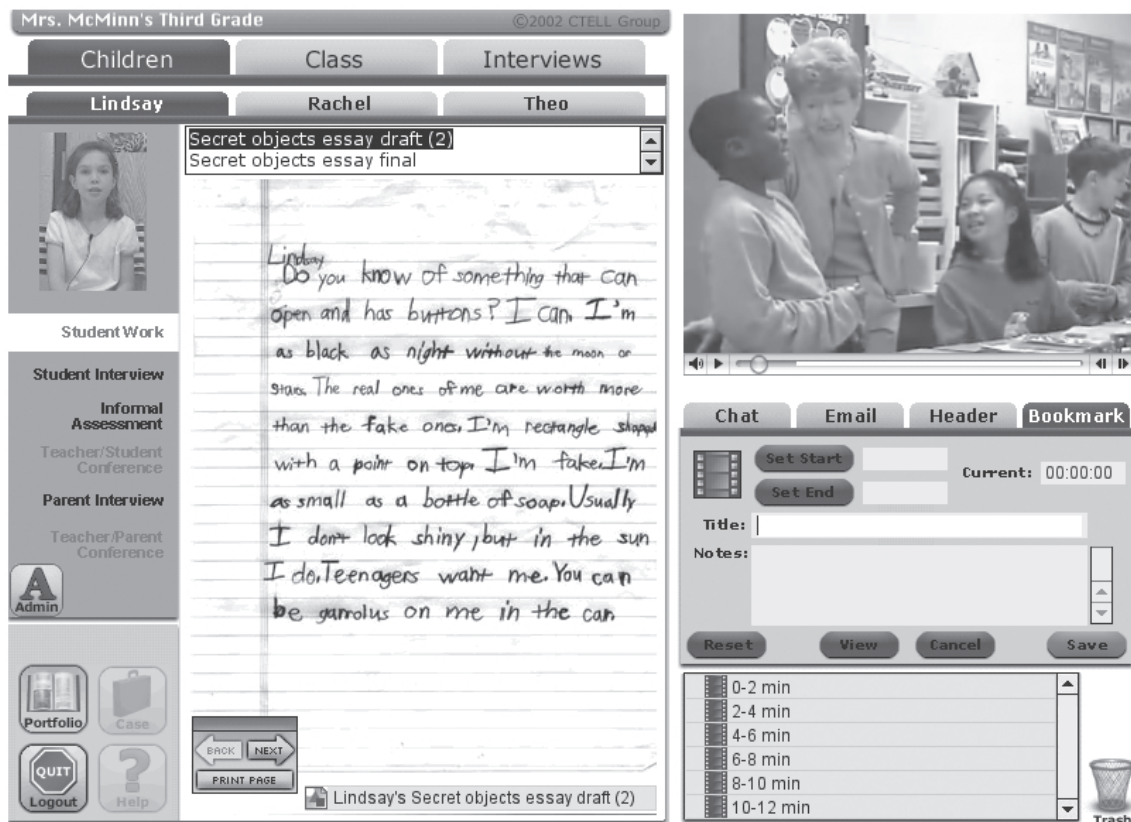 Mrs. McMinn's Third Grade
©2002 CTELL Group
Children
Class
Interviews
Lindsay
Rachel
Theo
Secret objects essay draft (2)
Secret objects essay final
Student Work
Student Interview
Informal
Assessment
Teacher/Student
Conference
Parent Interview
Teacher/Parent
Conference
A
Admin
Portfolio
Case
QUIT
Logout
?
Help
Lindsay
Do you know of something that can
open and has buttons? I can. I'm
as black as night without the moon or
stars. The real ones of me are worth more
than the fake ones. I'm rectangle shaped
with a point on top. I'm fake. I'm
as small as a bottle of soap. Usually
I don't look shiny, but in the sun
I do. Teenagers want me. You can
be garrolus on me in the car.
BACK
NEXT
PRINT PAGE
Lindsay's Secret objects essay draft (2)
Chat
Email
Header
Bookmark
Set Start
Current: 00:00:00
Set End
Title:
Notes:
Reset
View
Cancel
Save
0-2 min
2-4 min
4-6 min
6-8 min
8-10 min
10-12 min
Trash